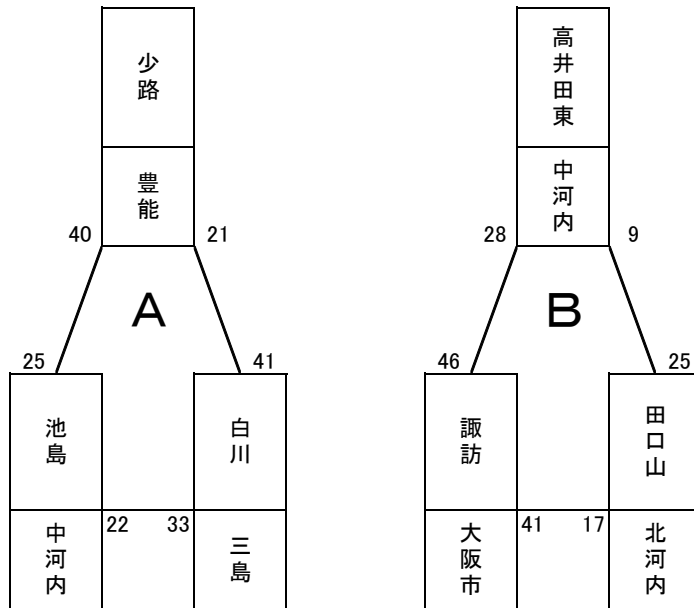 少路
豊能
40 21
A
25 41
池島
白川
中河内
22 33
三島
高井田東
中河内
28 9
B
46 25
諏訪
田口山
大阪市
41 17
北河内